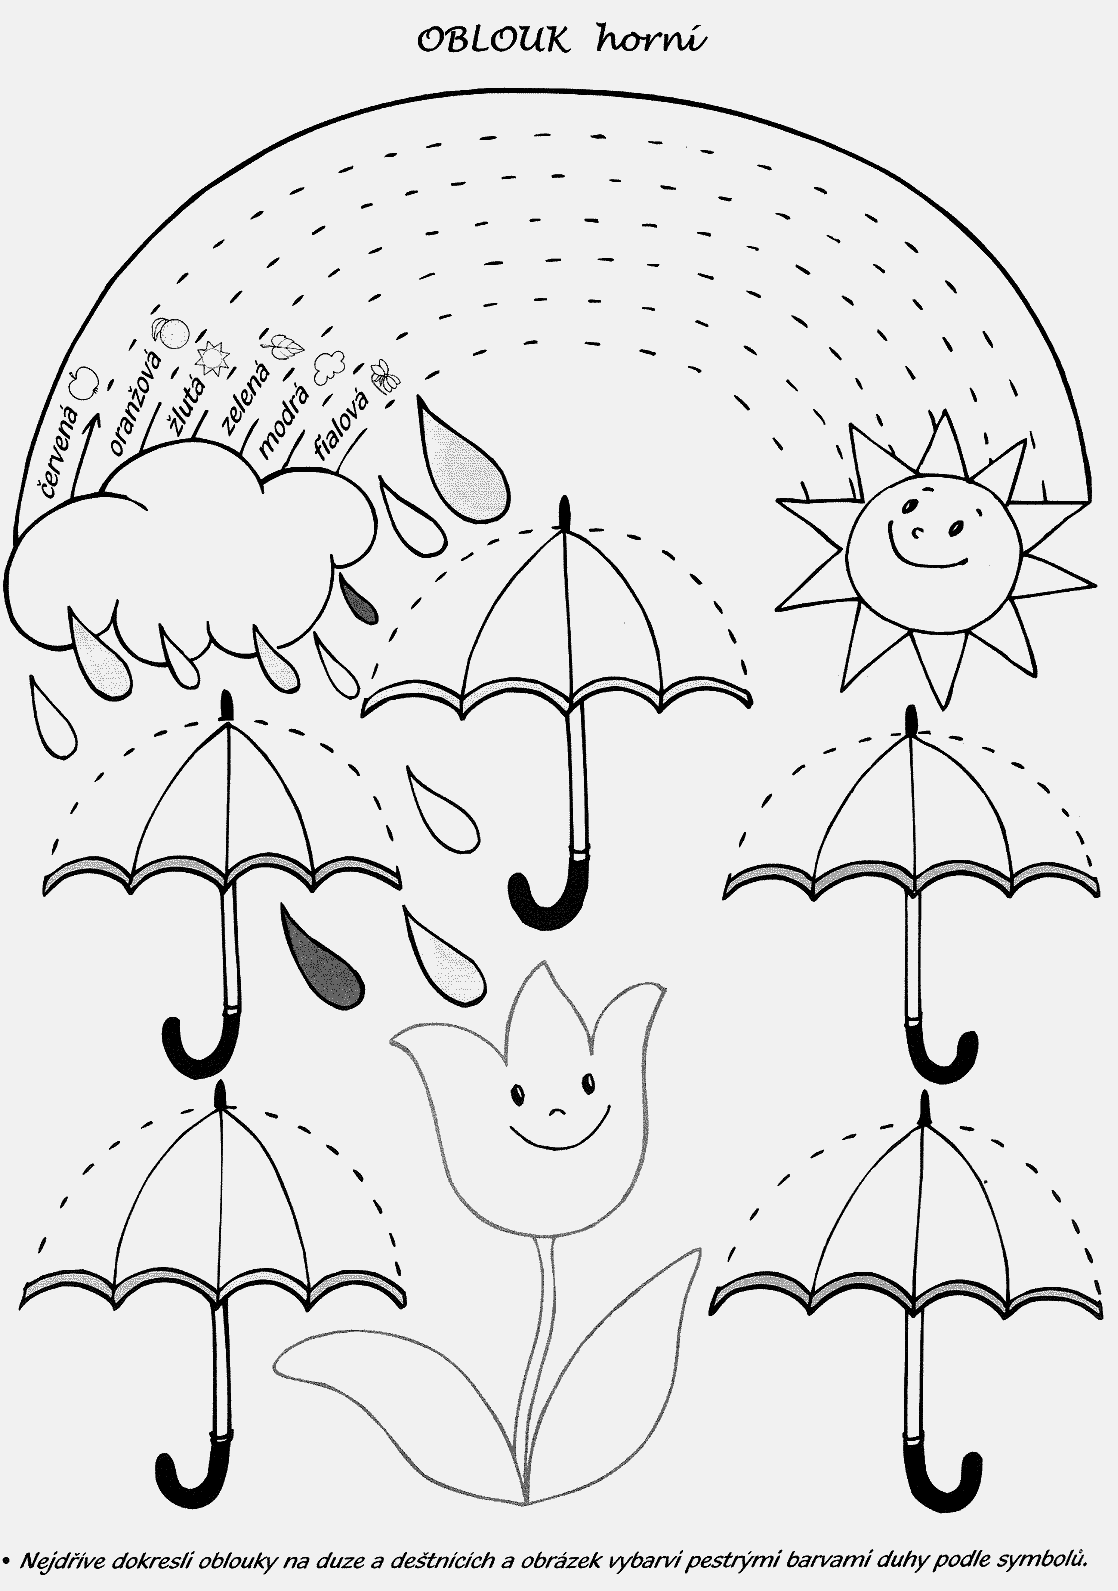 OBLOUK horní
červená
oranžová
žlutá
zelená
modrá
fialová
• Nejdříve dokresli oblouky na duze a deštnících a obrázek vybarvi pestrými barvami duhy podle symbolů.